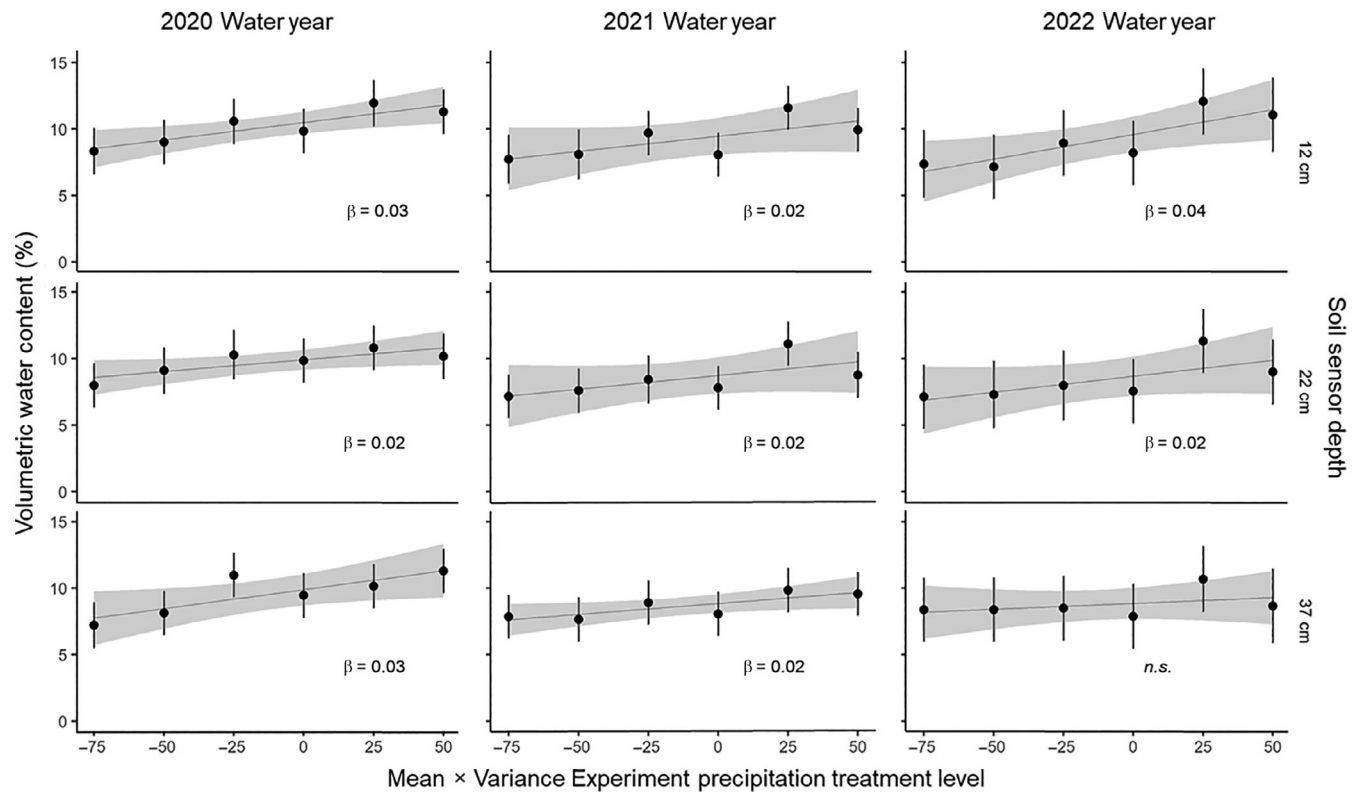 2020 Water year
2021 Water year
2022 Water year
Volumetric water content (%)
15
10
5
0
β = 0.03
β = 0.02
β = 0.04
12 cm
15
10
5
0
β = 0.02
β = 0.02
β = 0.02
22 cm
Soil sensor depth
15
10
5
0
β = 0.03
β = 0.02
n.s.
37 cm
−75 −50 −25 0 25 50
−75 −50 −25 0 25 50
−75 −50 −25 0 25 50
Mean × Variance Experiment precipitation treatment level